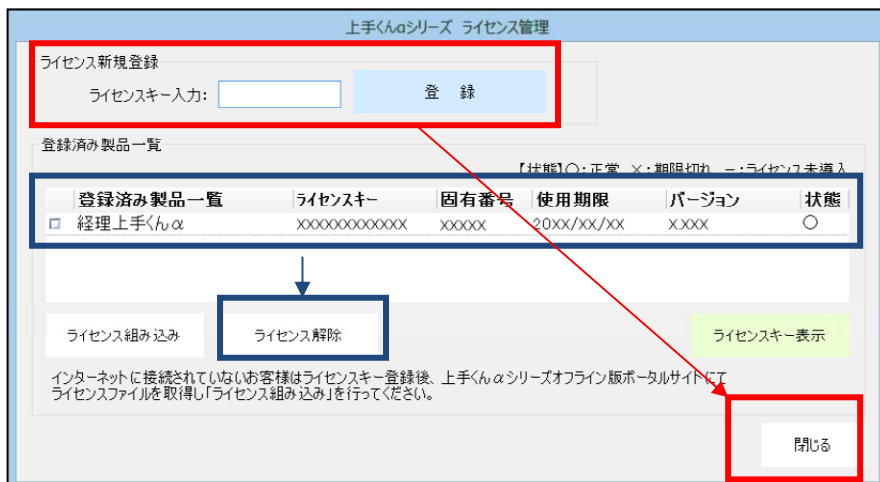 上手くんαシリーズ ライセンス管理
ライセンス新規登録
ライセンスキー入力: 登 録
登録済み製品一覧
【状態】○:正常 ×:期限切れ −:ライセンス未導入
登録済み製品一覧 ライセンスキー 固有番号 使用期限 バージョン 状態
経理上手くんα XXXXXXXXXXXX XXXXX 20XX/XX/XX X.XXX ○
ライセンス組み込み ライセンス解除 ライセンスキー表示
インターネットに接続されていないお客様はライセンスキー登録後、上手くんαシリーズオフライン版ポータルサイトにて
ライセンスファイルを取得し「ライセンス組み込み」を行ってください。
閉じる